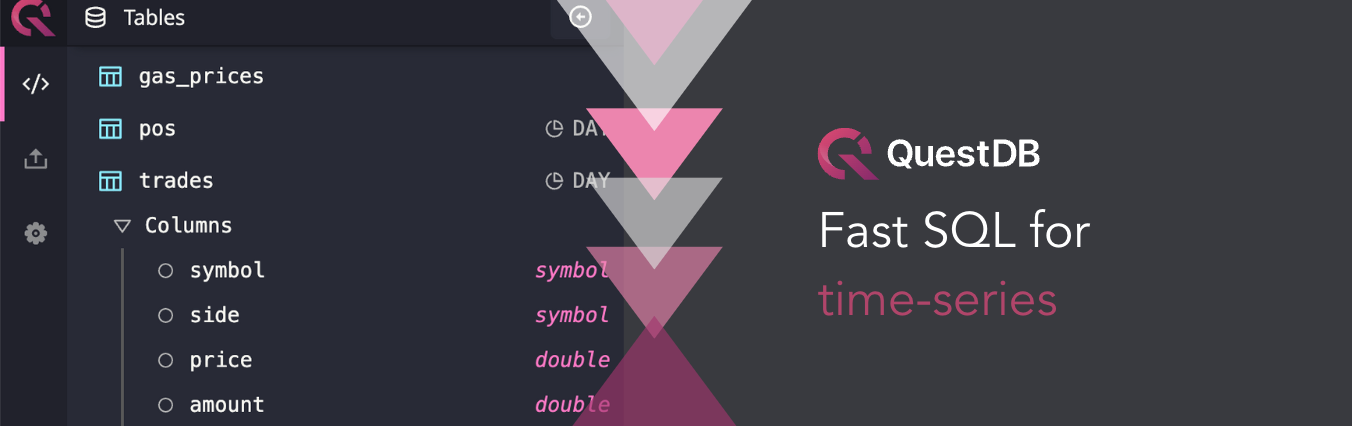 Tables
gas_prices
pos DAY
trades DAY
Columns
symbol symbol
side symbol
price double
amount double
QuestDB
Fast SQL for
time-series